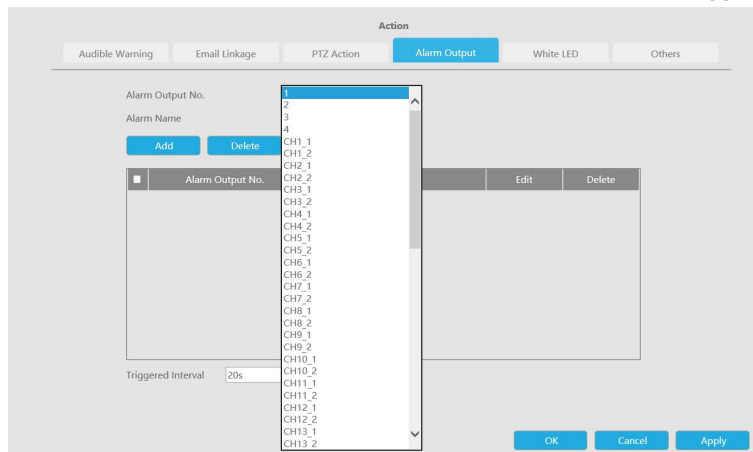 Action
Audible Warning Email Linkage PTZ Action Alarm Output White LED Others
Alarm Output No.
Alarm Name
Add Delete
Alarm Output No. Edit Delete
1
2
3
4
CH1_1
CH1_2
CH2_1
CH2_2
CH3_1
CH3_2
CH4_1
CH4_2
CH5_1
CH5_2
CH6_1
CH6_2
CH7_1
CH7_2
CH8_1
CH8_2
CH9_1
CH9_2
CH10_1
CH10_2
CH11_1
CH11_2
CH12_1
CH12_2
CH13_1
CH13_2
Triggered Interval 20s
OK Cancel Apply